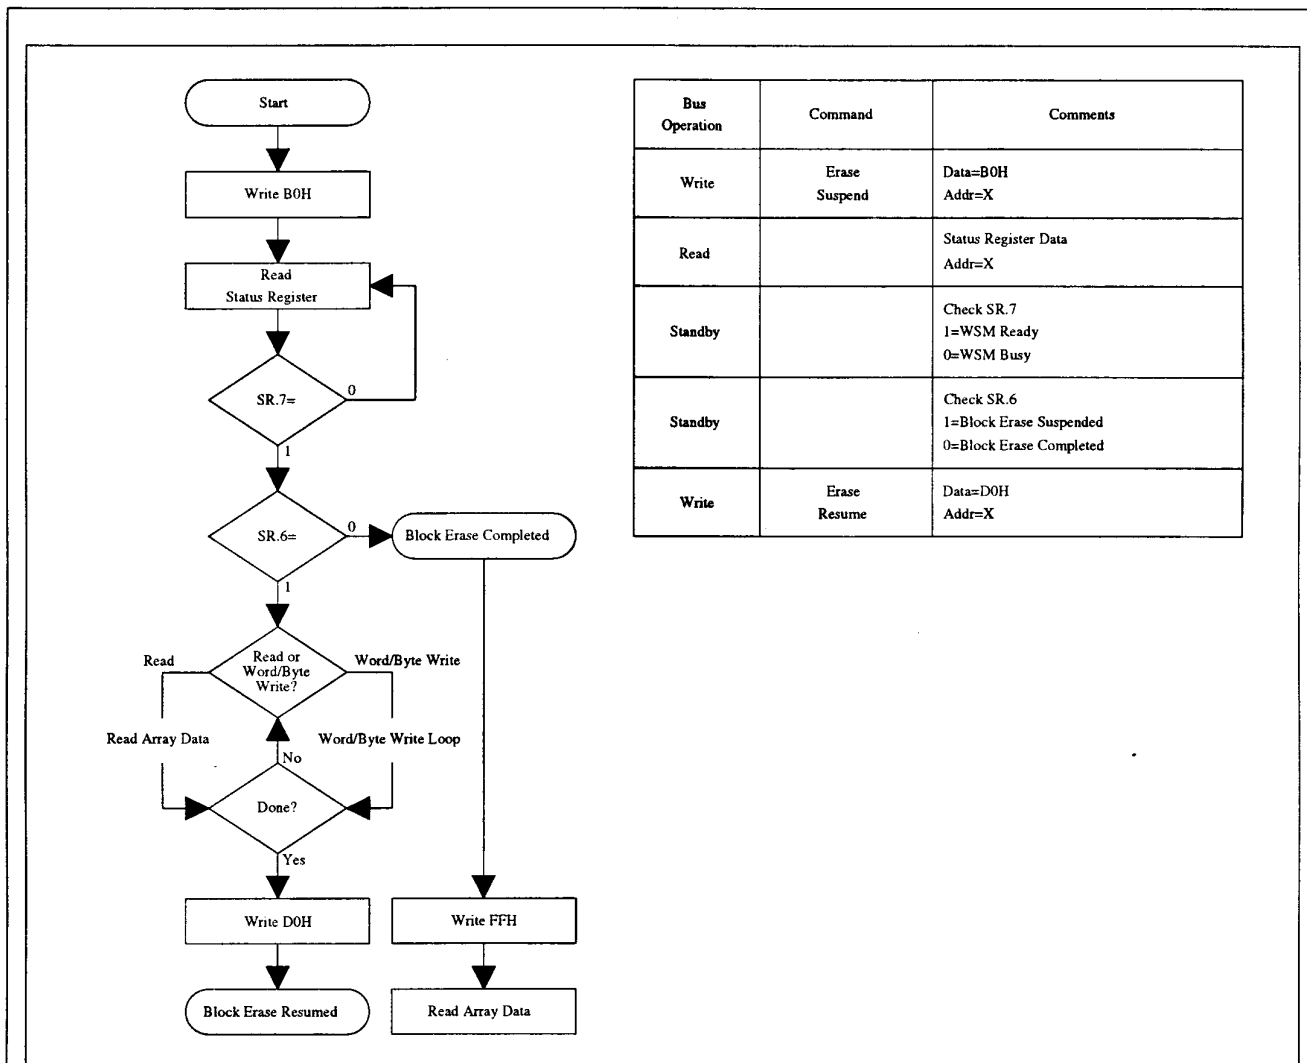 Start
Write B0H
Read
Status Register
SR.7=
0
1
SR.6=
0
Block Erase Completed
1
Read or
Word/Byte
Write?
Read
Word/Byte Write
Read Array Data
Word/Byte Write Loop
No
Done?
Yes
Write D0H
Write FFH
Block Erase Resumed
Read Array Data
Bus
Operation
Command
Comments
Write
Erase
Suspend
Data=B0H
Addr=X
Read
Status Register Data
Addr=X
Standby
Check SR.7
1=WSM Ready
0=WSM Busy
Standby
Check SR.6
1=Block Erase Suspended
0=Block Erase Completed
Write
Erase
Resume
Data=D0H
Addr=X